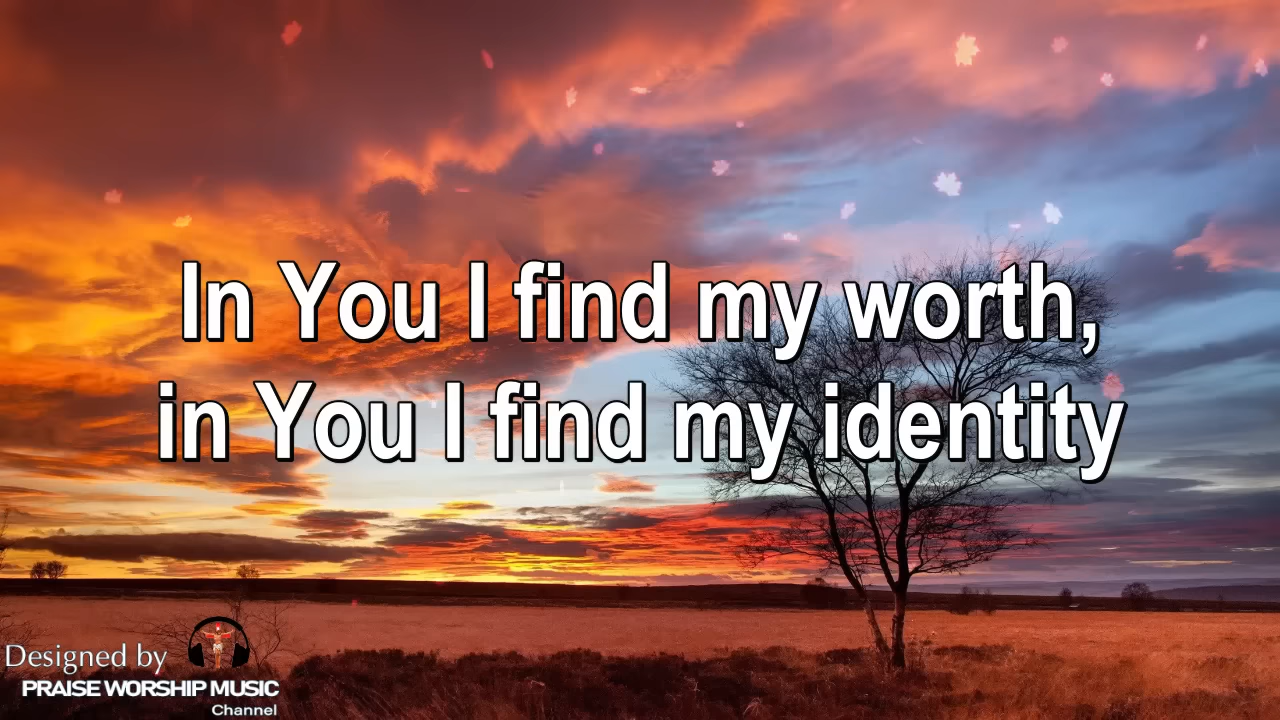 In You I find my worth,
in You I find my identity
Designed by
PRAISE WORSHIP MUSIC
Channel